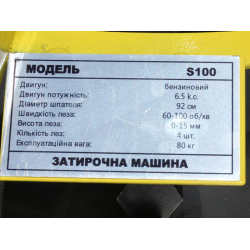 МОДЕЛЬ S100
Двигун: бензиновий
Двигун потужність: 6.5 k.c.
Діаметр шпателя: 92 см
Швидкість леза: 60-100 об/хв
Висота леза: 0-15 мм
Кількість леза: 4 шт.
Експлуатаційна вага: 80 кг
ЗАТИРОЧНА МАШИНА